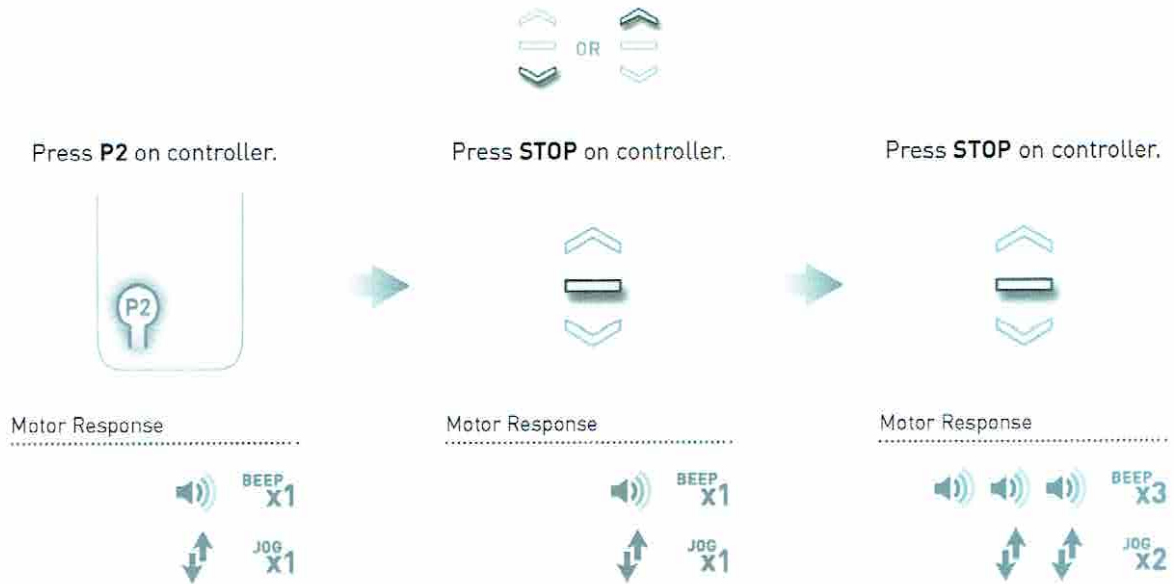 OR
Press P2 on controller.
Press STOP on controller.
Press STOP on controller.
P2
Motor Response
Motor Response
Motor Response
BEEP x1
BEEP x1
BEEP x3
JOG x1
JOG x1
JOG x2